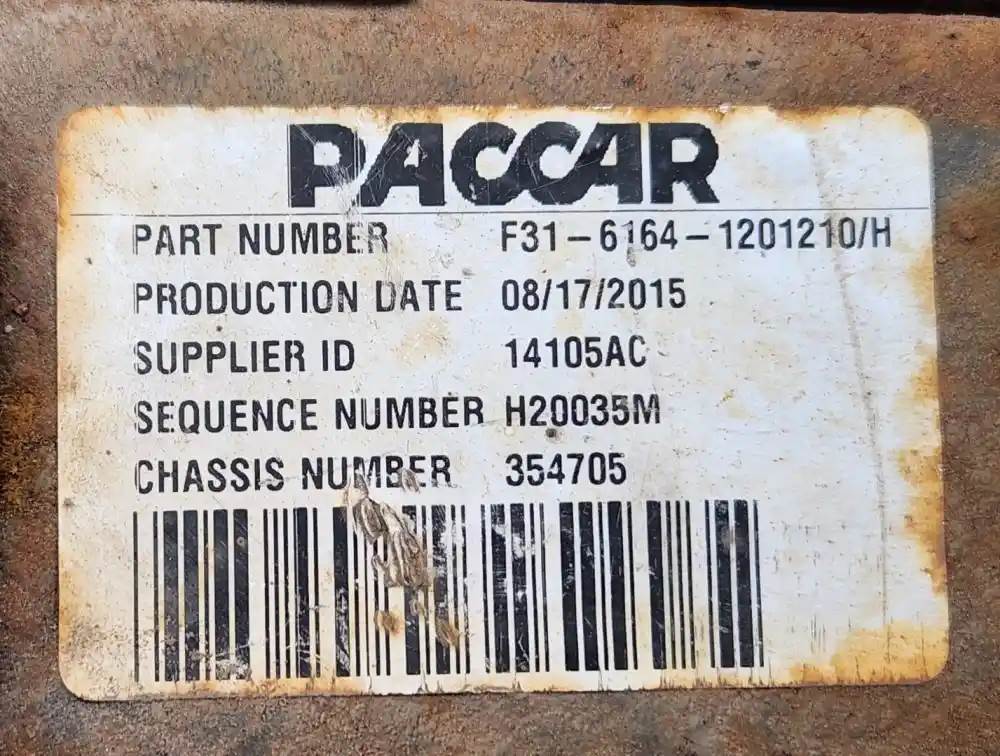 PACCAR
PART NUMBER F31-6164-1201210/H
PRODUCTION DATE 08/17/2015
SUPPLIER ID 14105AC
SEQUENCE NUMBER H20035M
CHASSIS NUMBER 354705